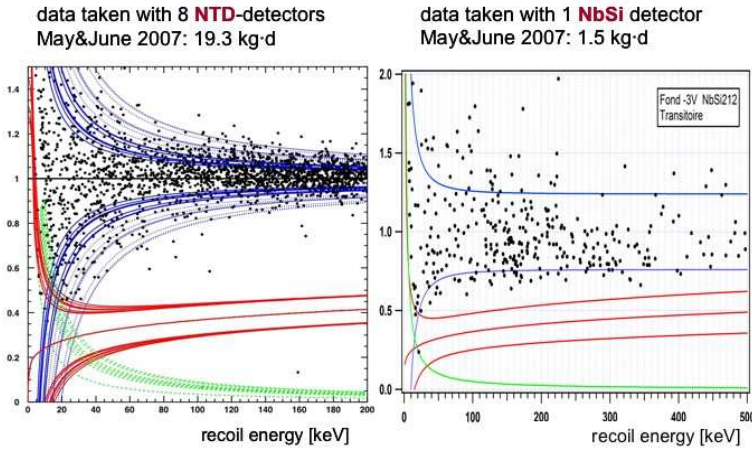 data taken with 8 NTD-detectors
May&June 2007: 19.3 kg·d
data taken with 1 NbSi detector
May&June 2007: 1.5 kg·d
1.4
1.2
1
0.8
0.6
0.4
0.2
0
0 20 40 60 80 100 120 140 160 180 200
recoil energy [keV]
2.0
Fond -3V NbSi212
Transitoire
1.5
1.0
0.5
0.0
0 100 200 300 400 500
recoil energy [keV]